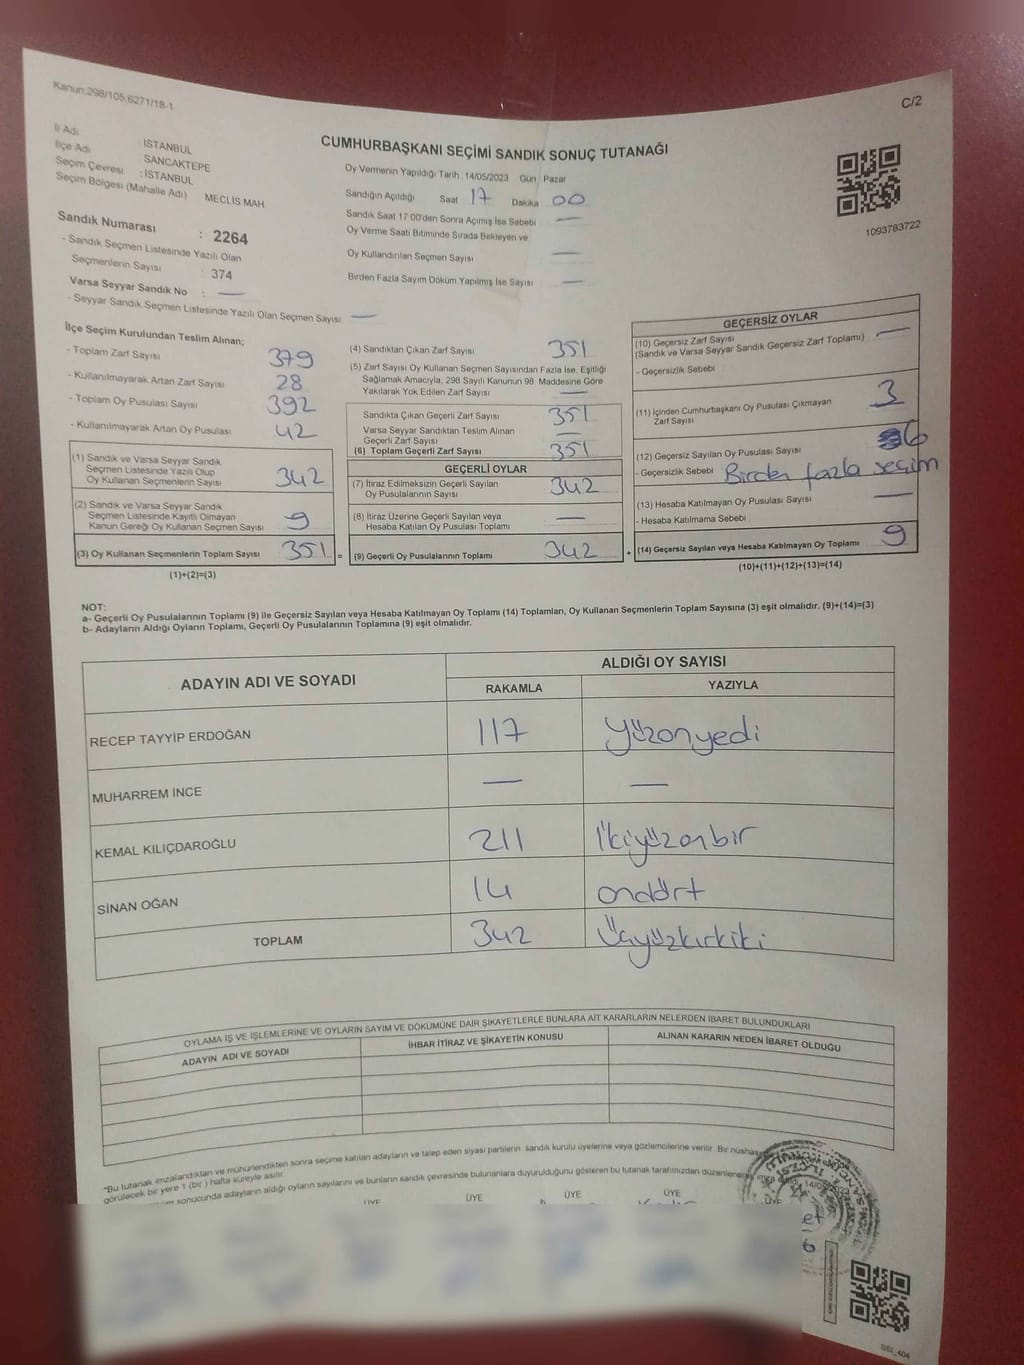 Kanun:298/105,6271/18-1
C/2
İl Adı İSTANBUL
İlçe Adı SANCAKTEPE
Seçim Çevresi :İSTANBUL
Seçim Bölgesi (Mahalle Adı) MECLİS MAH
CUMHURBAŞKANI SEÇİMİ SANDIK SONUÇ TUTANAĞI
Oy Vermenin Yapıldığı Tarih: 14/05/2023 Gün: Pazar
Sandığın Açıldığı Saat 17 Dakika 00
Sandık Saat 17:00'den Sonra Açımış İse Sebebi —
Oy Verme Saati Bitiminde Sırada Bekleyen ve
Oy Kullandırılan Seçmen Sayısı —
Birden Fazla Sayım Döküm Yapılmış İse Sayısı —
1093783722
Sandık Numarası : 2264
- Sandık Seçmen Listesinde Yazılı Olan
Seçmenlerin Sayısı : 374
Varsa Seyyar Sandık No : —
- Seyyar Sandık Seçmen Listesinde Yazılı Olan Seçmen Sayısı —
İlçe Seçim Kurulundan Teslim Alınan;
- Toplam Zarf Sayısı 379
- Kullanılmayarak Artan Zarf Sayısı 28
- Toplam Oy Pusulası Sayısı 392
- Kullanılmayarak Artan Oy Pusulası 42
(1) Sandık ve Varsa Seyyar Sandık
Seçmen Listesinde Yazılı Olup
Oy Kullanan Seçmenlerin Sayısı 342
(2) Sandık ve Varsa Seyyar Sandık
Seçmen Listesinde Kayıtlı Olmayan
Kanun Gereği Oy Kullanan Seçmen Sayısı 9
(3) Oy Kullanan Seçmenlerin Toplam Sayısı 351 =
(1)+(2)=(3)
(4) Sandıktan Çıkan Zarf Sayısı 351
(5) Zarf Sayısı Oy Kullanan Seçmen Sayısından Fazla İse, Eşitliği
Sağlamak Amacıyla, 298 Sayılı Kanunun 98. Maddesine Göre
Yakılarak Yok Edilen Zarf Sayısı —
Sandıkta Çıkan Geçerli Zarf Sayısı 351
Varsa Seyyar Sandıktan Teslim Alınan
Geçerli Zarf Sayısı —
(6) Toplam Geçerli Zarf Sayısı 351
GEÇERLİ OYLAR
(7) İtiraz Edilmeksizin Geçerli Sayılan
Oy Pusulalarının Sayısı 342
(8) İtiraz Üzerine Geçerli Sayılan veya
Hesaba Katılan Oy Pusulası Toplamı —
(9) Geçerli Oy Pusulalarının Toplamı 342 +
GEÇERSİZ OYLAR
(10) Geçersiz Zarf Sayısı —
(Sandık ve Varsa Seyyar Sandık Geçersiz Zarf Toplamı)
- Geçersizlik Sebebi
(11) İçinden Cumhurbaşkanı Oy Pusulası Çıkmayan
Zarf Sayısı 3
(12) Geçersiz Sayılan Oy Pusulası Sayısı 6
- Geçersizlik Sebebi Birden fazla seçim
(13) Hesaba Katılmayan Oy Pusulası Sayısı —
- Hesaba Katılmama Sebebi
(14) Geçersiz Sayılan veya Hesaba Katılmayan Oy Toplamı 9
(10)+(11)+(12)+(13)=(14)
NOT:
a- Geçerli Oy Pusulalarının Toplamı (9) ile Geçersiz Sayılan veya Hesaba Katılmayan Oy Toplamı (14) Toplamları, Oy Kullanan Seçmenlerin Toplam Sayısına (3) eşit olmalıdır. (9)+(14)=(3)
b- Adayların Aldığı Oyların Toplamı, Geçerli Oy Pusulalarının Toplamına (9) eşit olmalıdır.
ADAYIN ADI VE SOYADI ALDIĞI OY SAYISI
RAKAMLA YAZIYLA
RECEP TAYYİP ERDOĞAN 117 Yüzonyedi
MUHARREM İNCE — —
KEMAL KILIÇDAROĞLU 211 İkiyüzonbir
SİNAN OĞAN 14 ondört
TOPLAM 342 Üçyüzkırkiki
OYLAMA İŞ VE İŞLEMLERİNE VE OYLARIN SAYIM VE DÖKÜMÜNE DAİR ŞİKAYETLERLE BUNLARA AİT KARARLARIN NELERDEN İBARET BULUNDUKLARI
ADAYIN ADI VE SOYADI İHBAR İTİRAZ VE ŞİKAYETİN KONUSU ALINAN KARARIN NEDEN İBARET OLDUĞU
*Bu tutanak imzalandıktan ve mühürlendikten sonra seçime katılan adayların ve talep eden siyasi partilerin sandık kurulu üyelerine veya gözlemcilerine verilir. Bir nüsha
görülecek bir yere 1 (bir ) hafta süreyle asılır.
sonucunda adayların aldığı oyların sayılarını ve bunların sandık çevresinde bulunanlara duyurulduğunu gösteren bu tutanak tarafımızdan düzenlenerek
ÜYE ÜYE ÜYE ÜYE ÜYE